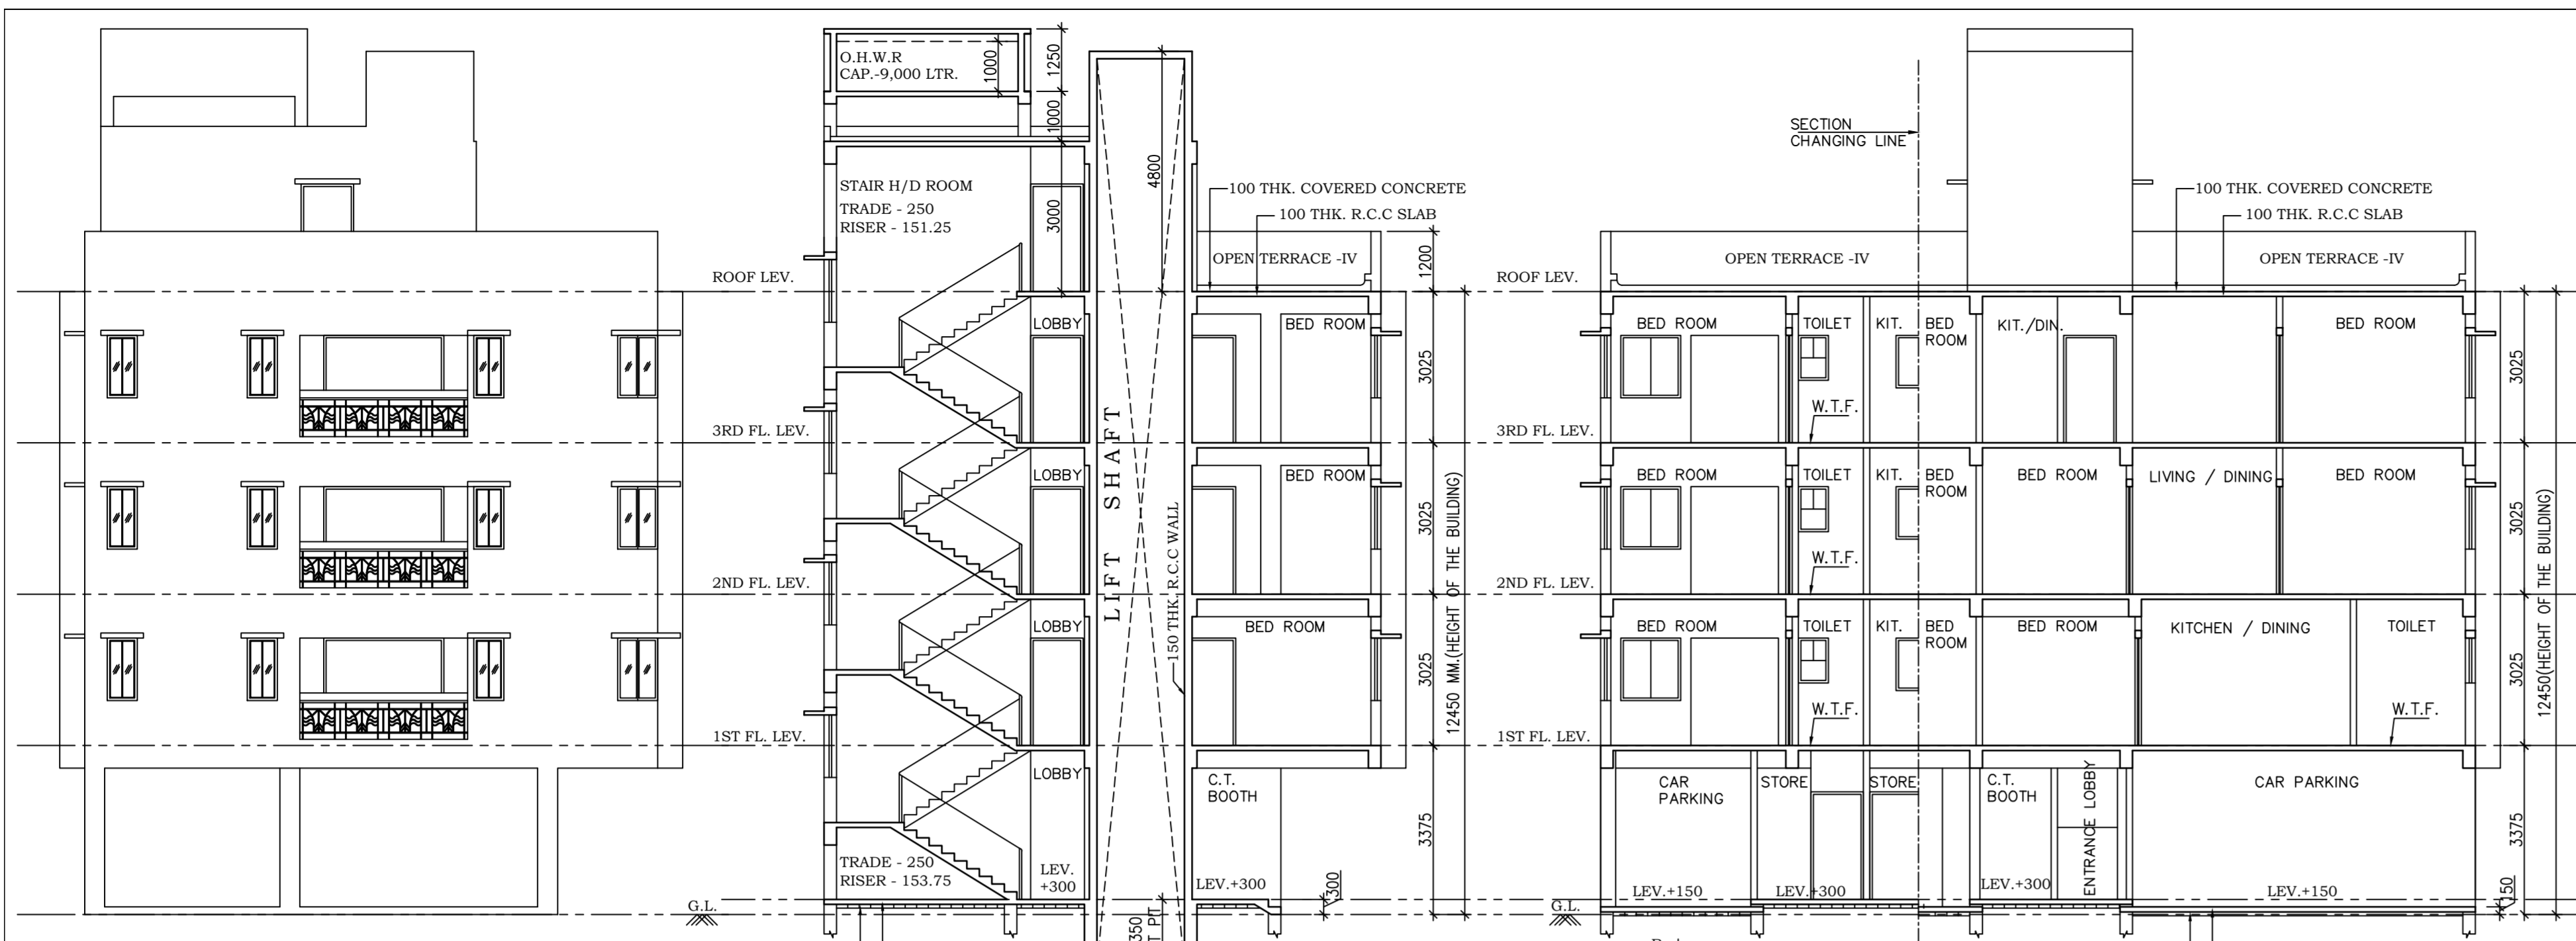 O.H.W.R
CAP.-9,000 LTR.
1000
1250
1000
STAIR H/D ROOM
TRADE - 250
RISER - 151.25
3000
4800
100 THK. COVERED CONCRETE
100 THK. R.C.C SLAB
OPEN TERRACE -IV
1200
ROOF LEV.
LOBBY
BED ROOM
3025
3RD FL. LEV.
LOBBY
BED ROOM
3025
2ND FL. LEV.
LOBBY
BED ROOM
3025
1ST FL. LEV.
LOBBY
C.T.
BOOTH
3375
LIFT SHAFT
150 THK. R.C.C WALL
12450 MM.(HEIGHT OF THE BUILDING)
TRADE - 250
RISER - 153.75
LEV.
+300
LEV.+300
300
G.L.
350
T PIT
SECTION
CHANGING LINE
100 THK. COVERED CONCRETE
100 THK. R.C.C SLAB
OPEN TERRACE -IV
OPEN TERRACE -IV
ROOF LEV.
BED ROOM
TOILET
KIT.
BED
ROOM
KIT./DIN.
BED ROOM
W.T.F.
3025
3RD FL. LEV.
BED ROOM
TOILET
KIT.
BED
ROOM
BED ROOM
LIVING / DINING
BED ROOM
W.T.F.
3025
2ND FL. LEV.
BED ROOM
TOILET
KIT.
BED
ROOM
BED ROOM
KITCHEN / DINING
TOILET
W.T.F.
W.T.F.
3025
1ST FL. LEV.
CAR
PARKING
STORE
STORE
C.T.
BOOTH
ENTRANCE LOBBY
CAR PARKING
3375
12450(HEIGHT OF THE BUILDING)
LEV.+150
LEV.+300
LEV.+300
LEV.+150
150
G.L.